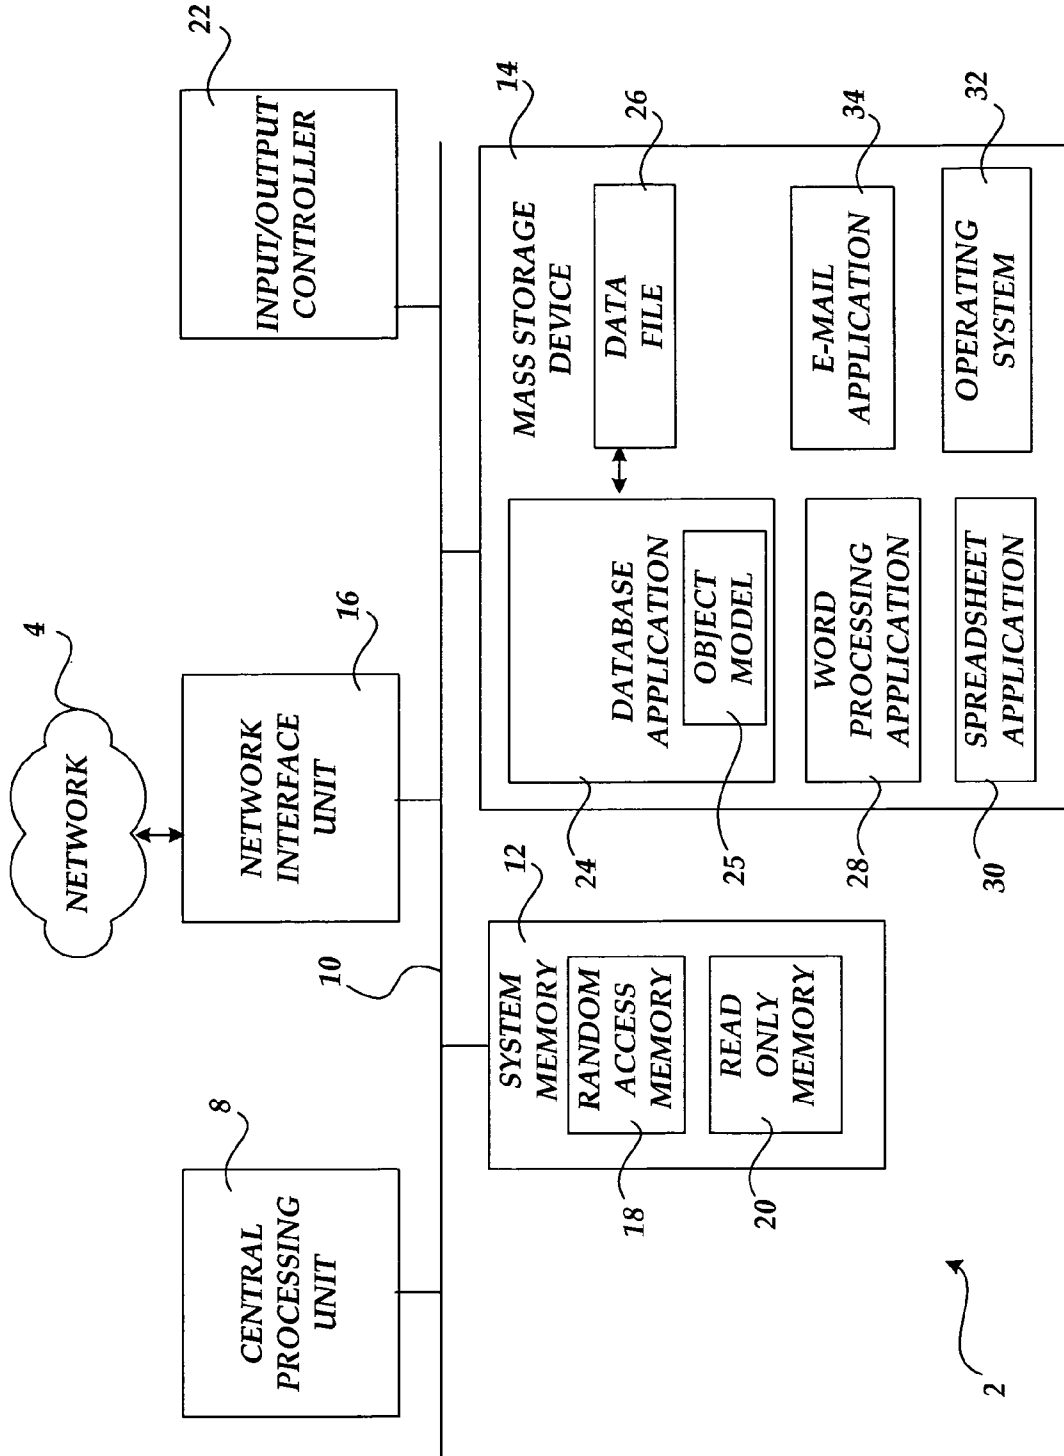 4
NETWORK
8
CENTRAL
PROCESSING
UNIT
NETWORK
INTERFACE
UNIT
16
INPUT/OUTPUT
CONTROLLER
22
10
SYSTEM
MEMORY
12
RANDOM
ACCESS
MEMORY
18
READ
ONLY
MEMORY
20
MASS STORAGE
DEVICE
14
DATABASE
APPLICATION
24
OBJECT
MODEL
25
DATA
FILE
26
WORD
PROCESSING
APPLICATION
28
E-MAIL
APPLICATION
34
SPREADSHEET
APPLICATION
30
OPERATING
SYSTEM
32
2